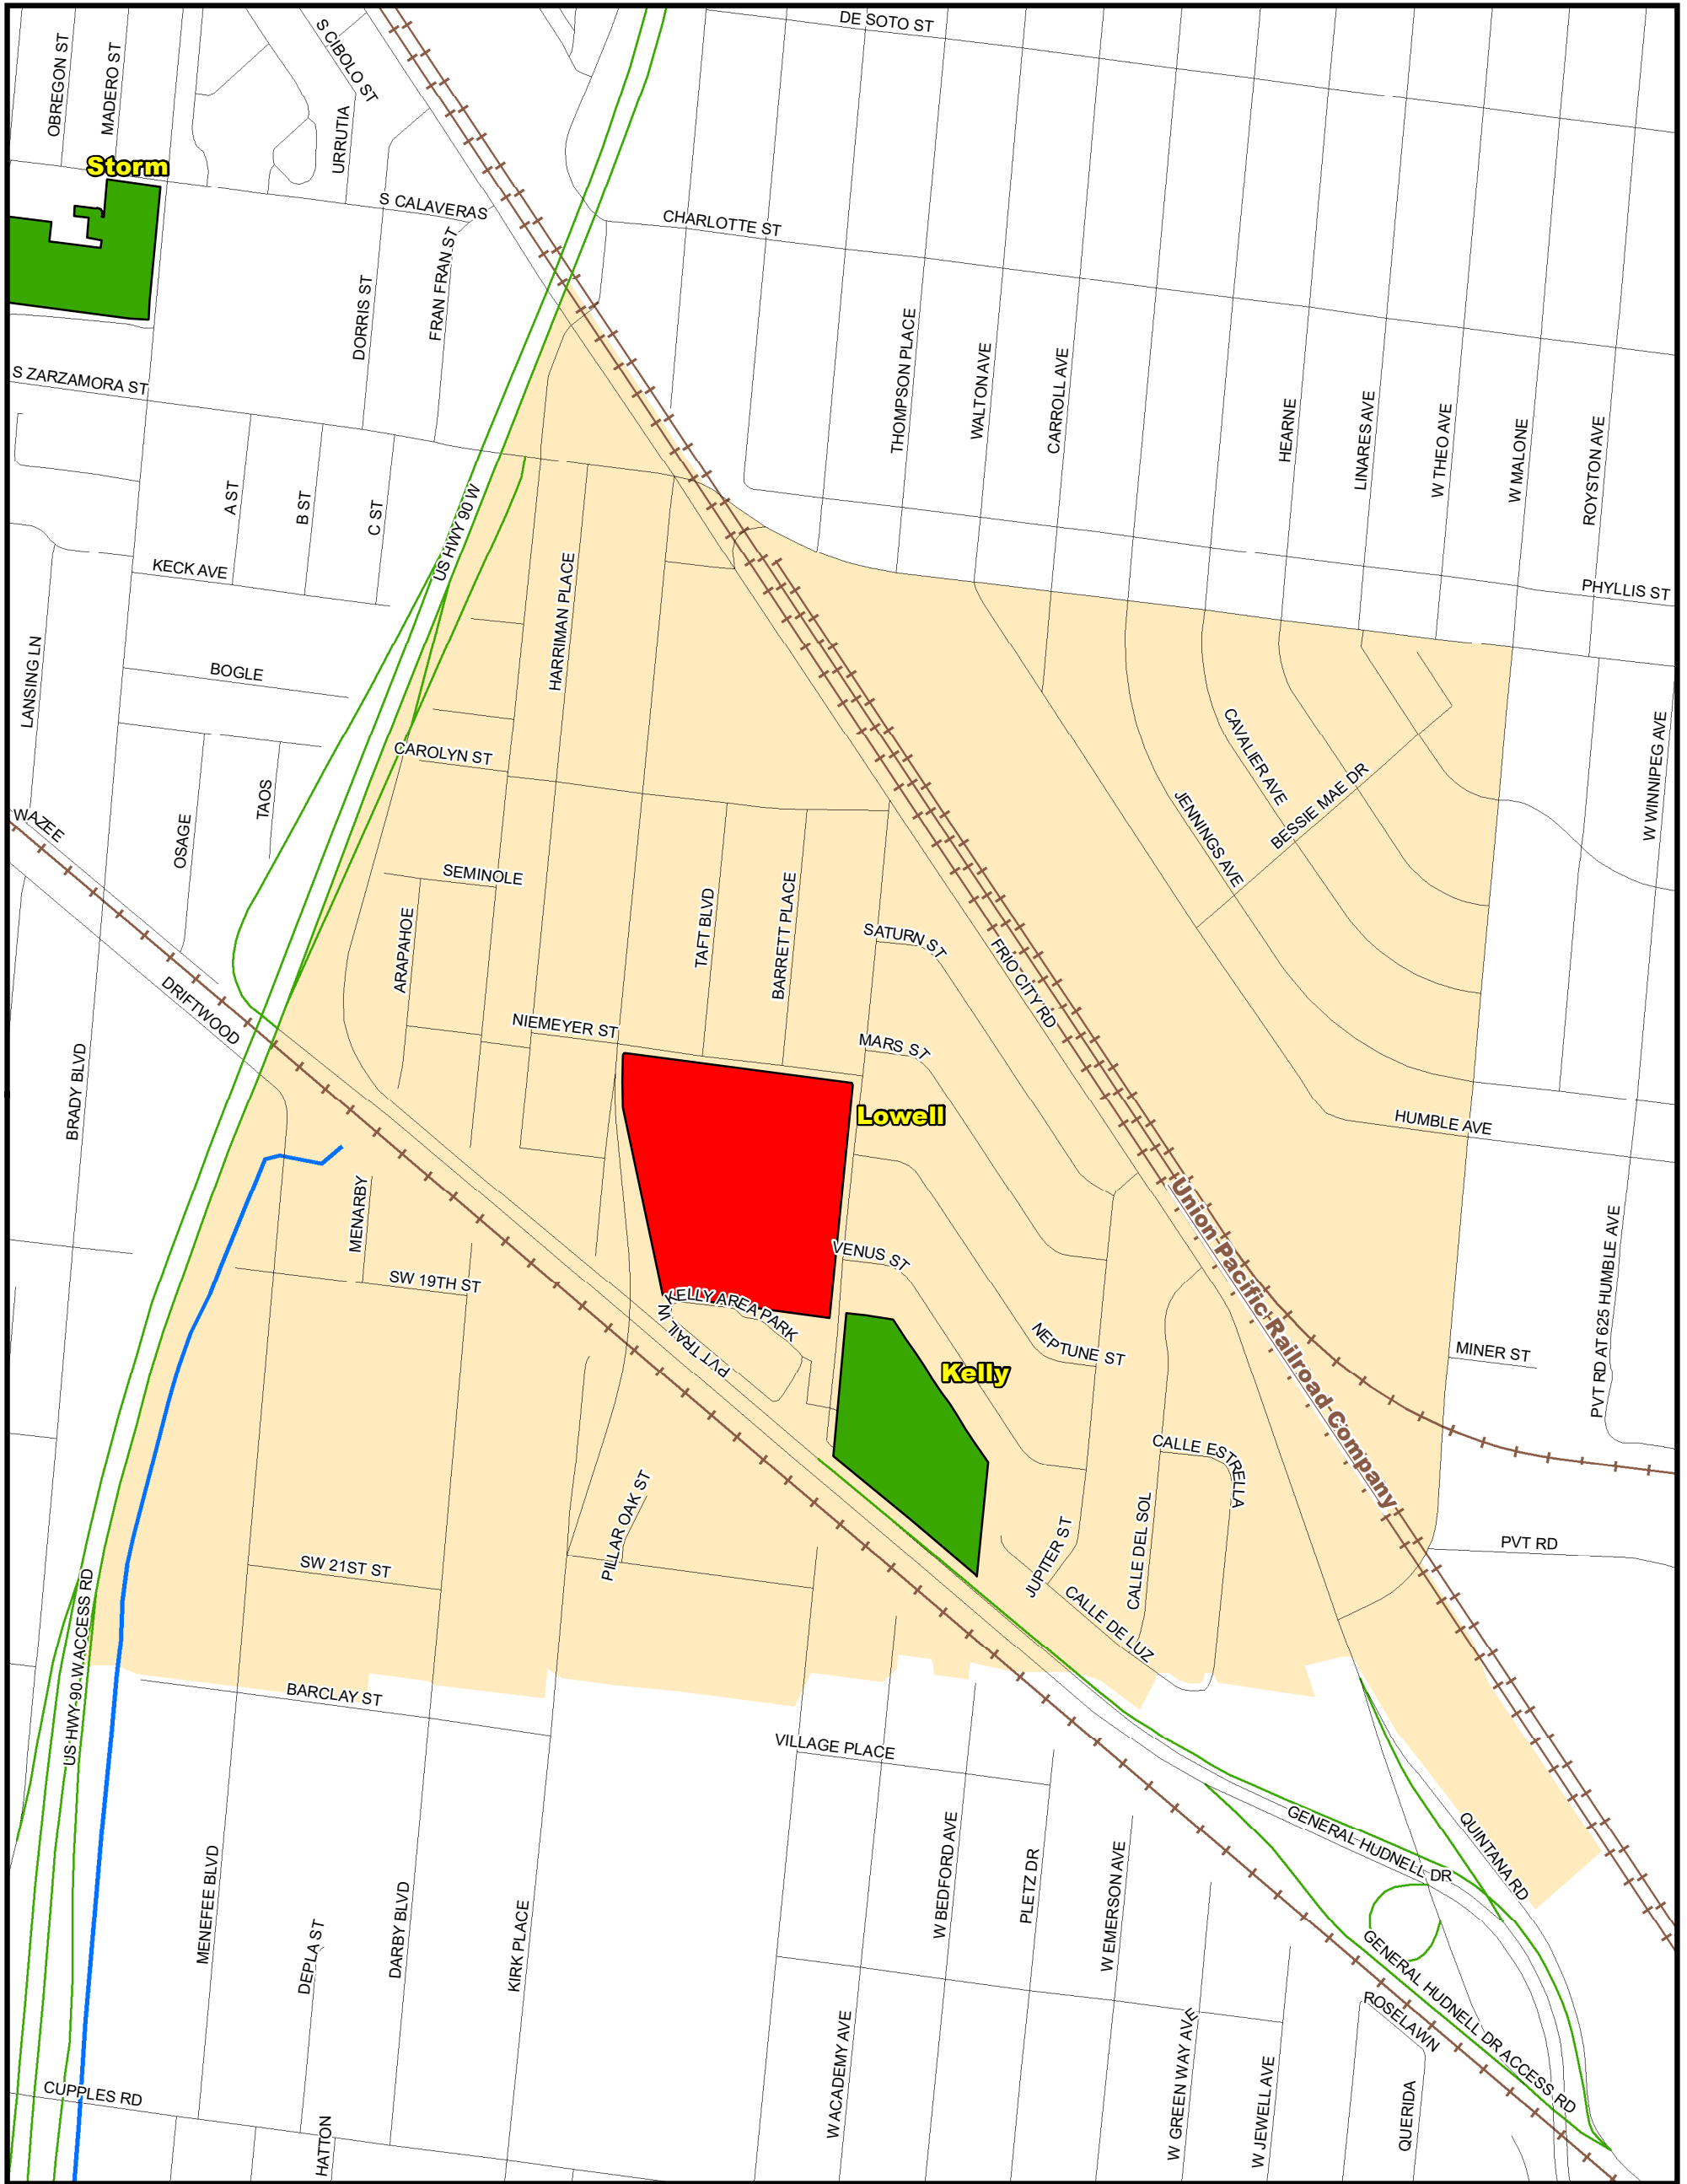 DE SOTO ST
S CIBOLO ST
OBREGON ST
MADERO ST
URRUTIA
Storm
S CALAVERAS
CHARLOTTE ST
FRAN FRAN ST
DORRIS ST
THOMPSON PLACE
WALTON AVE
CARROLL AVE
HEARNE
LINARES AVE
W THEO AVE
W MALONE
ROYSTON AVE
S ZARZAMORA ST
A ST
B ST
C ST
US HWY 90 W
KECK AVE
HARRIMAN PLACE
PHYLLIS ST
LANSING LN
BOGLE
CAROLYN ST
CAVALIER AVE
W WINNIPEG AVE
TAOS
OSAGE
WAZEE
JENNINGS AVE
BESSIE MAE DR
SEMINOLE
ARAPAHOE
TAFT BLVD
BARRETT PLACE
SATURN ST
FRIO CITY RD
DRIFTWOOD
NIEMEYER ST
MARS ST
BRADY BLVD
Lowell
HUMBLE AVE
MENARBY
Union Pacific Railroad Company
VENUS ST
SW 19TH ST
KELLY AREA PARK
PVT TRAIL IN
NEPTUNE ST
MINER ST
PVT RD AT 625 HUMBLE AVE
Kelly
CALLE ESTRELLA
PILLAR OAK ST
CALLE DEL SOL
JUPITER ST
PVT RD
SW 21ST ST
CALLE DE LUZ
US HWY 90 W ACCESS RD
BARCLAY ST
VILLAGE PLACE
GENERAL HUDNELL DR
QUINTANA RD
MENEFEE BLVD
DEPLA ST
DARBY BLVD
KIRK PLACE
W BEDFORD AVE
PLETZ DR
W EMERSON AVE
GENERAL HUDNELL DR ACCESS RD
ROSELAWN
W ACADEMY AVE
W GREEN WAY AVE
W JEWELL AVE
QUERIDA
CUPPLES RD
HATTON